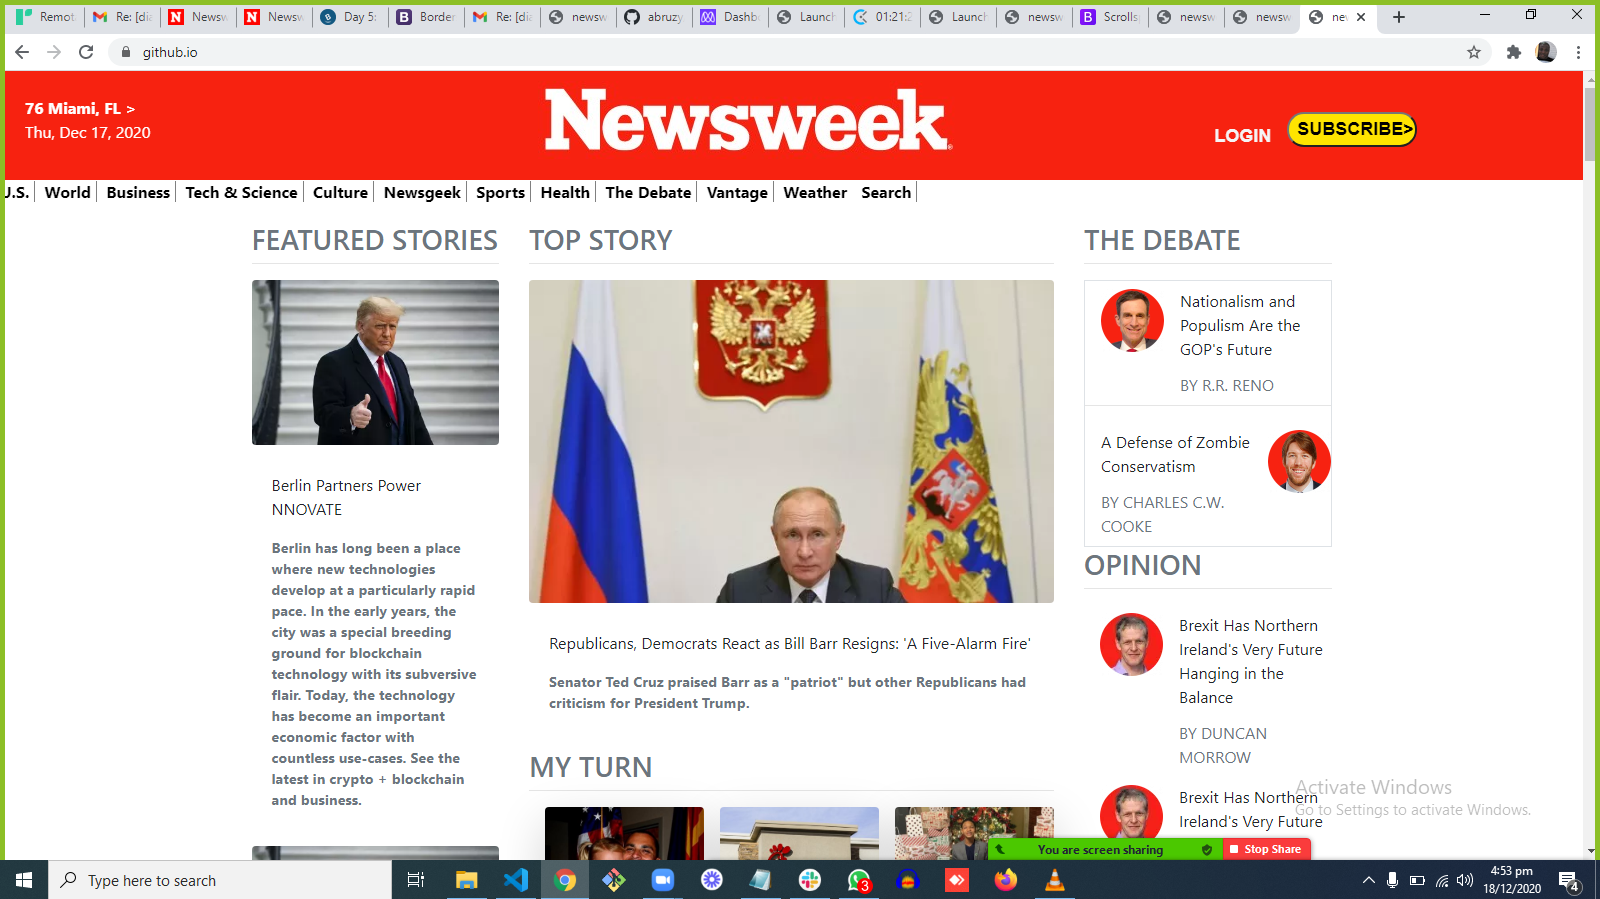 Remot
Re: [dia
Newsw
Newsw
Day 5:
Border
Re: [dia
newsw
abruzy
Dashb
Launch
01:21:2
Launch
newsw
Scrolls
newsw
newsw
new
github.io
76 Miami, FL >
Thu, Dec 17, 2020
Newsweek
LOGIN
SUBSCRIBE>
U.S.
World
Business
Tech & Science
Culture
Newsgeek
Sports
Health
The Debate
Vantage
Weather
Search
FEATURED STORIES
Berlin Partners Power
NNOVATE
Berlin has long been a place
where new technologies
develop at a particularly rapid
pace. In the early years, the
city was a special breeding
ground for blockchain
technology with its subversive
flair. Today, the technology
has become an important
economic factor with
countless use-cases. See the
latest in crypto + blockchain
and business.
TOP STORY
Republicans, Democrats React as Bill Barr Resigns: 'A Five-Alarm Fire'
Senator Ted Cruz praised Barr as a "patriot" but other Republicans had
criticism for President Trump.
MY TURN
THE DEBATE
Nationalism and
Populism Are the
GOP's Future
BY R.R. RENO
A Defense of Zombie
Conservatism
BY CHARLES C.W.
COOKE
OPINION
Brexit Has Northern
Ireland's Very Future
Hanging in the
Balance
BY DUNCAN
MORROW
Brexit Has Northern
Ireland's Very Future
Activate Windows
Go to Settings to activate Windows.
You are screen sharing
Stop Share
Type here to search
3
4:53 pm
18/12/2020
4